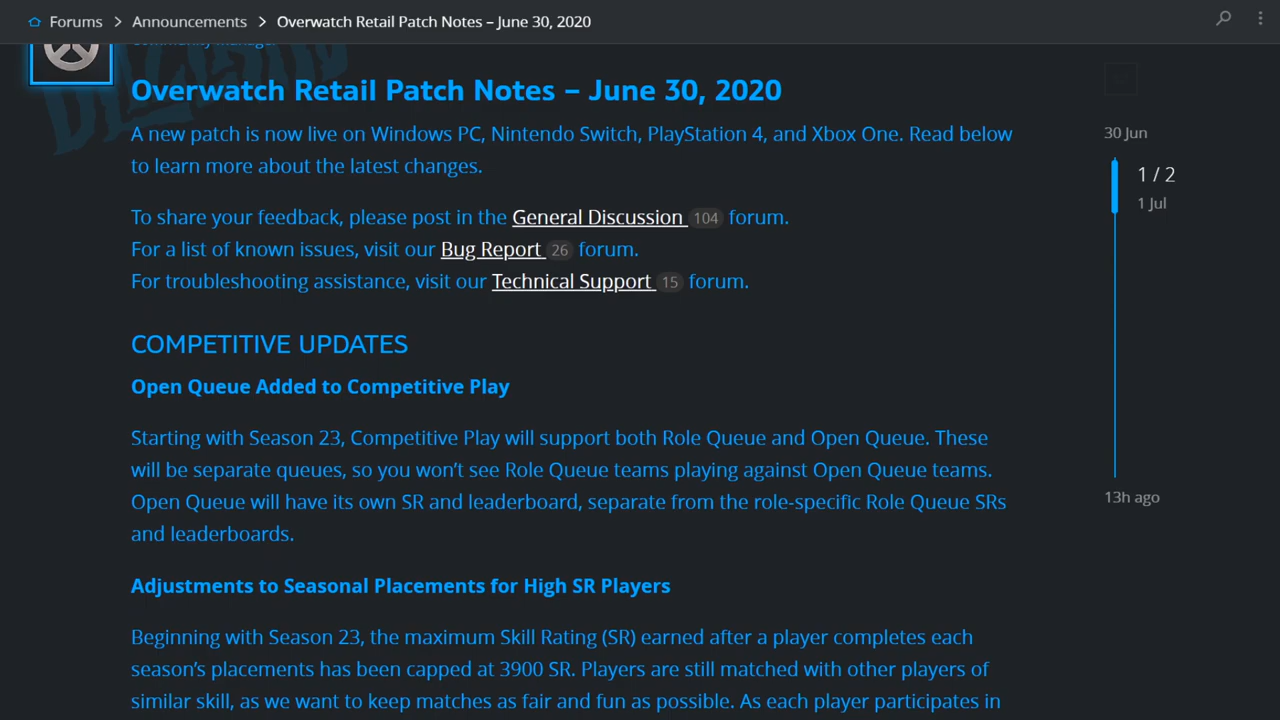 Forums > Announcements > Overwatch Retail Patch Notes – June 30, 2020
Overwatch Retail Patch Notes – June 30, 2020
A new patch is now live on Windows PC, Nintendo Switch, PlayStation 4, and Xbox One. Read below
to learn more about the latest changes.
To share your feedback, please post in the General Discussion 104 forum.
For a list of known issues, visit our Bug Report 26 forum.
For troubleshooting assistance, visit our Technical Support 15 forum.
COMPETITIVE UPDATES
Open Queue Added to Competitive Play
Starting with Season 23, Competitive Play will support both Role Queue and Open Queue. These
will be separate queues, so you won’t see Role Queue teams playing against Open Queue teams.
Open Queue will have its own SR and leaderboard, separate from the role-specific Role Queue SRs
and leaderboards.
Adjustments to Seasonal Placements for High SR Players
Beginning with Season 23, the maximum Skill Rating (SR) earned after a player completes each
season’s placements has been capped at 3900 SR. Players are still matched with other players of
similar skill, as we want to keep matches as fair and fun as possible. As each player participates in
30 Jun
1 / 2
1 Jul
13h ago